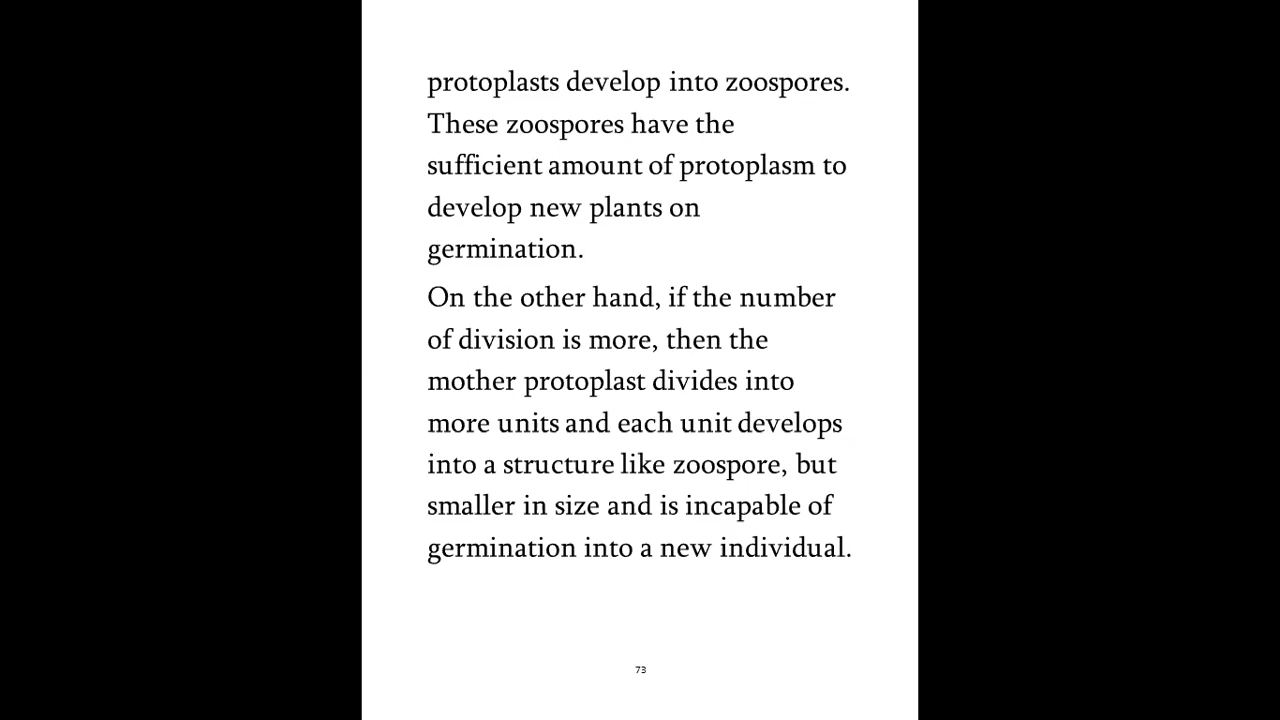 protoplasts develop into zoospores.
These zoospores have the
sufficient amount of protoplasm to
develop new plants on
germination.
On the other hand, if the number
of division is more, then the
mother protoplast divides into
more units and each unit develops
into a structure like zoospore, but
smaller in size and is incapable of
germination into a new individual.
73